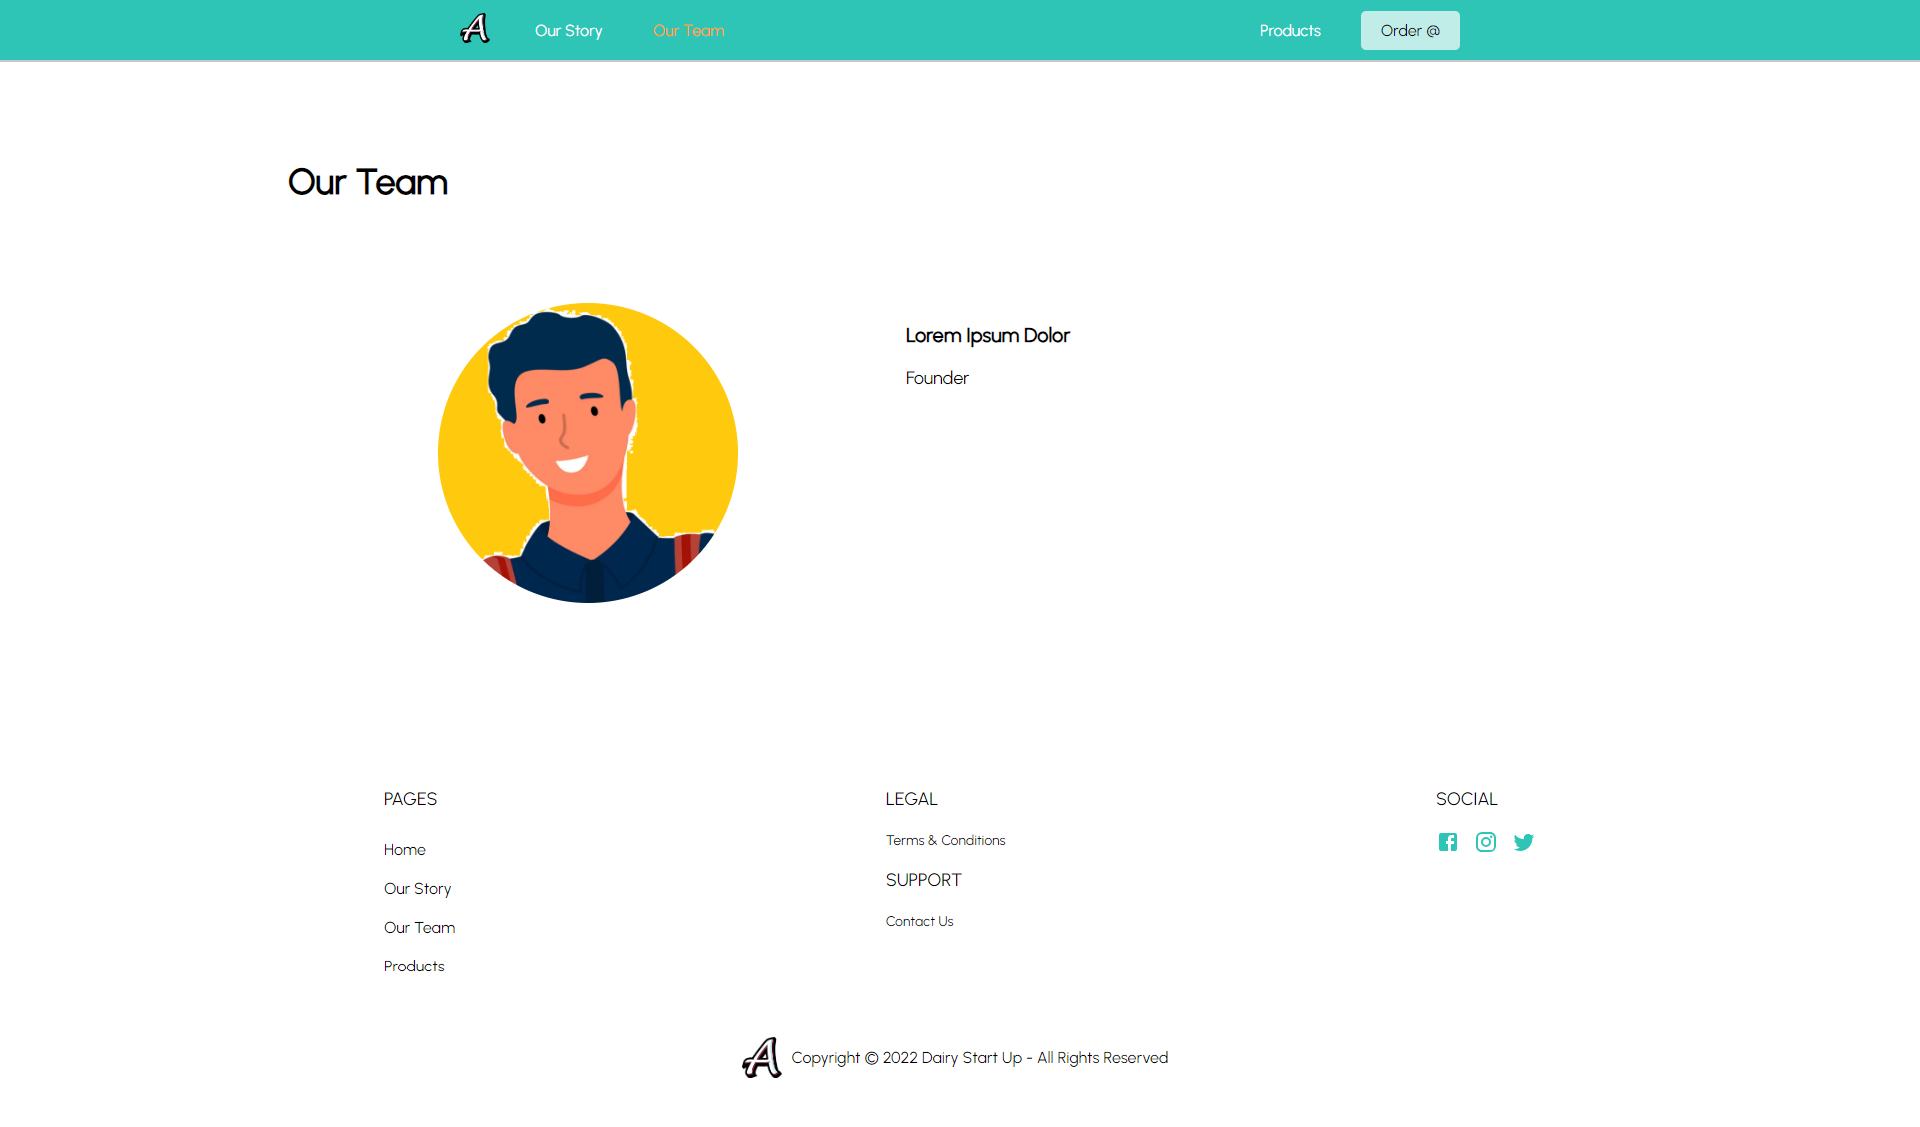 A Our Story Our Team Products Order @
Our Team
Lorem Ipsum Dolor
Founder
PAGES
Home
Our Story
Our Team
Products
LEGAL
Terms & Conditions
SUPPORT
Contact Us
SOCIAL
A Copyright © 2022 Dairy Start Up - All Rights Reserved